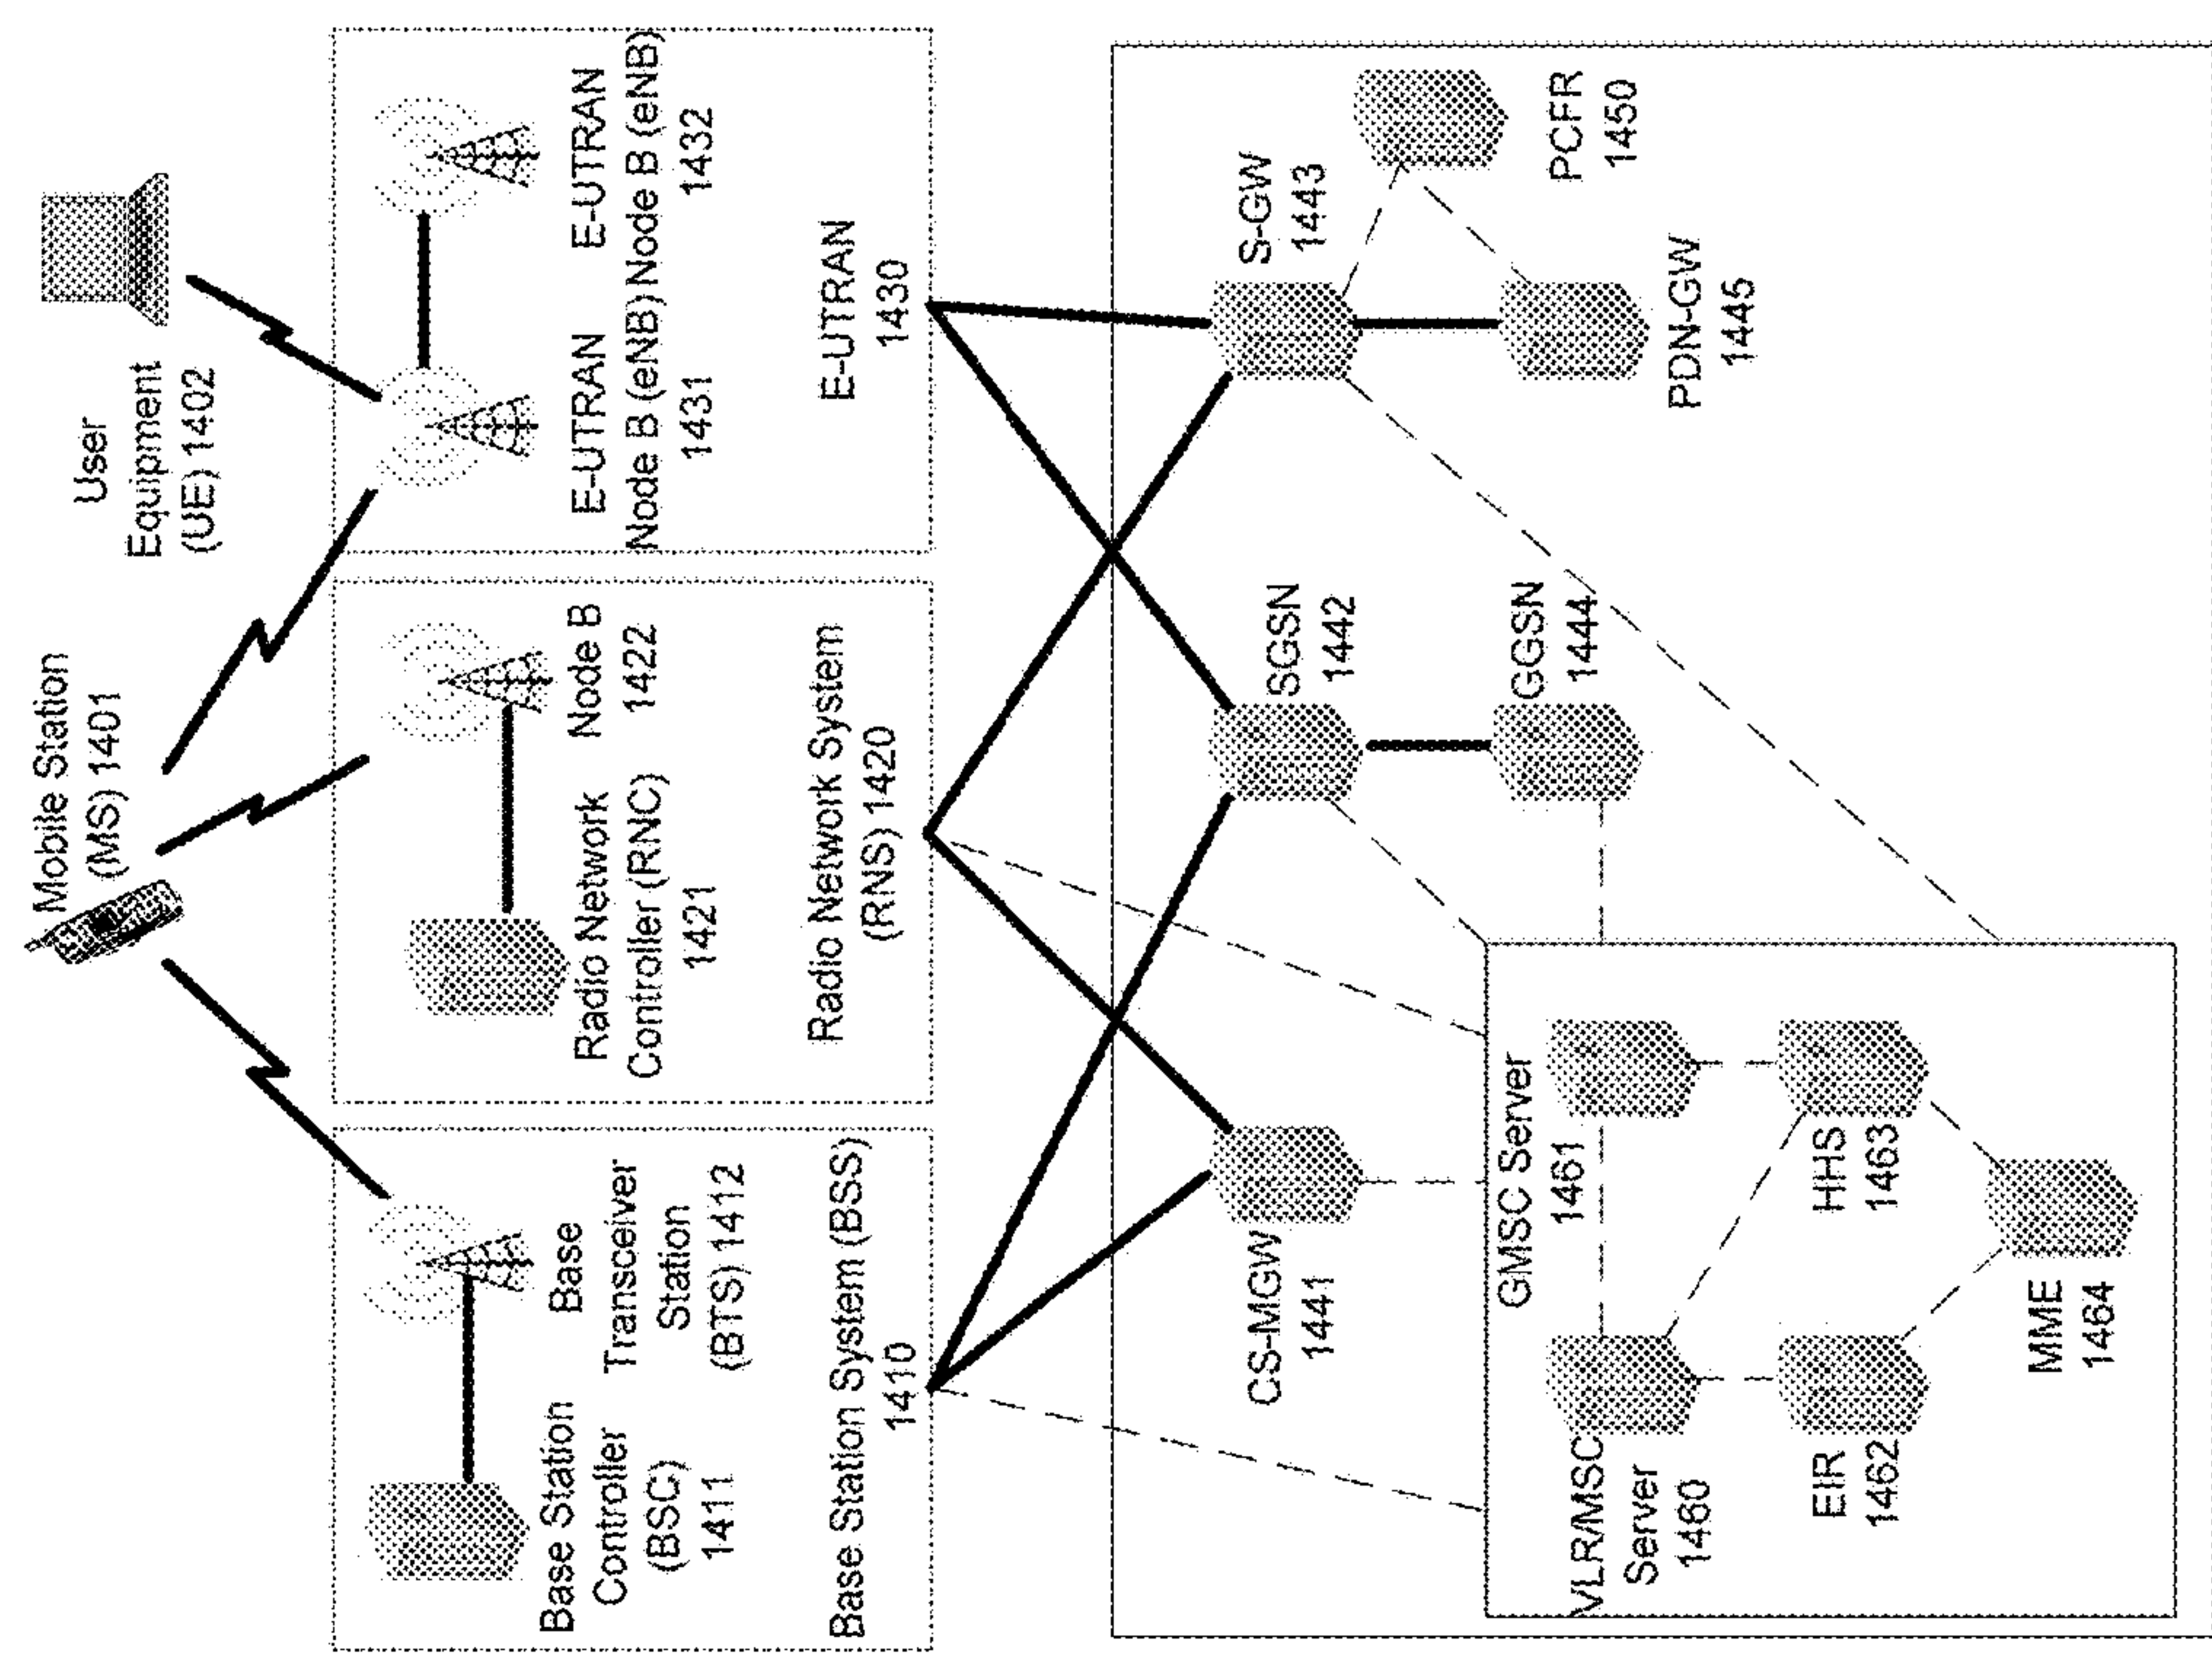 Mobile Station
(MS) 1401
User
Equipment
(UE) 1402
Base Station
Controller
(BSC)
1411
Base
Transceiver
Station
(BTS) 1412
Base Station System (BSS)
1410
Radio Network
Controller (RNC)
1421
Node B
1422
Radio Network System
(RNS) 1420
E-UTRAN
Node B (eNB)
1431
E-UTRAN
Node B (eNB)
1432
E-UTRAN
1430
CS-MGW
1441
SGSN
1442
S-GW
1443
GGSN
1444
PDN-GW
1445
PCFR
1450
GMSC Server
1461
VLR/MSC
Server
1460
HHS
1463
EIR
1462
MME
1464